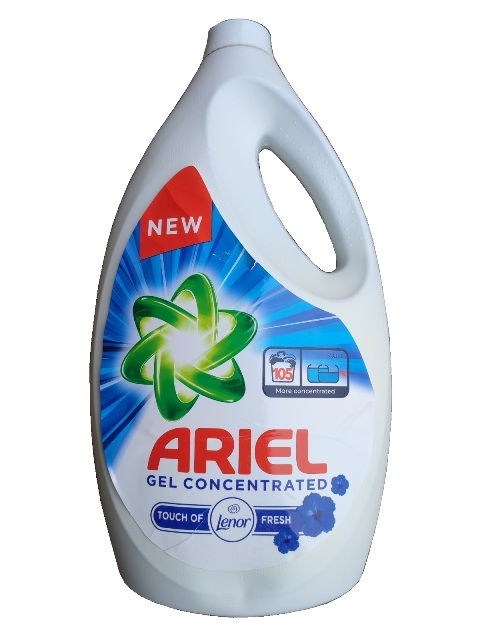 NEW
105
More concentrated
ARIEL
GEL CONCENTRATED
TOUCH OF Lenor FRESH